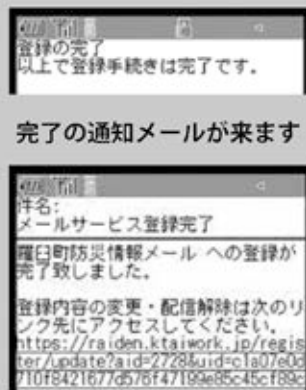 登録の完了
以上で登録手続きは完了です。
完了の通知メールが来ます
件名:
メールサービス登録完了
羅臼町防災情報メール への登録が
完了致しました。
登録内容の変更・配信解除は次のリ
ンク先にアクセスしてください。
https://raiden.ktaiwork.jp/regis
ter/update?aid=2728&uid=c1a07e0c
710f8421677d576f47199e85c45cf89c